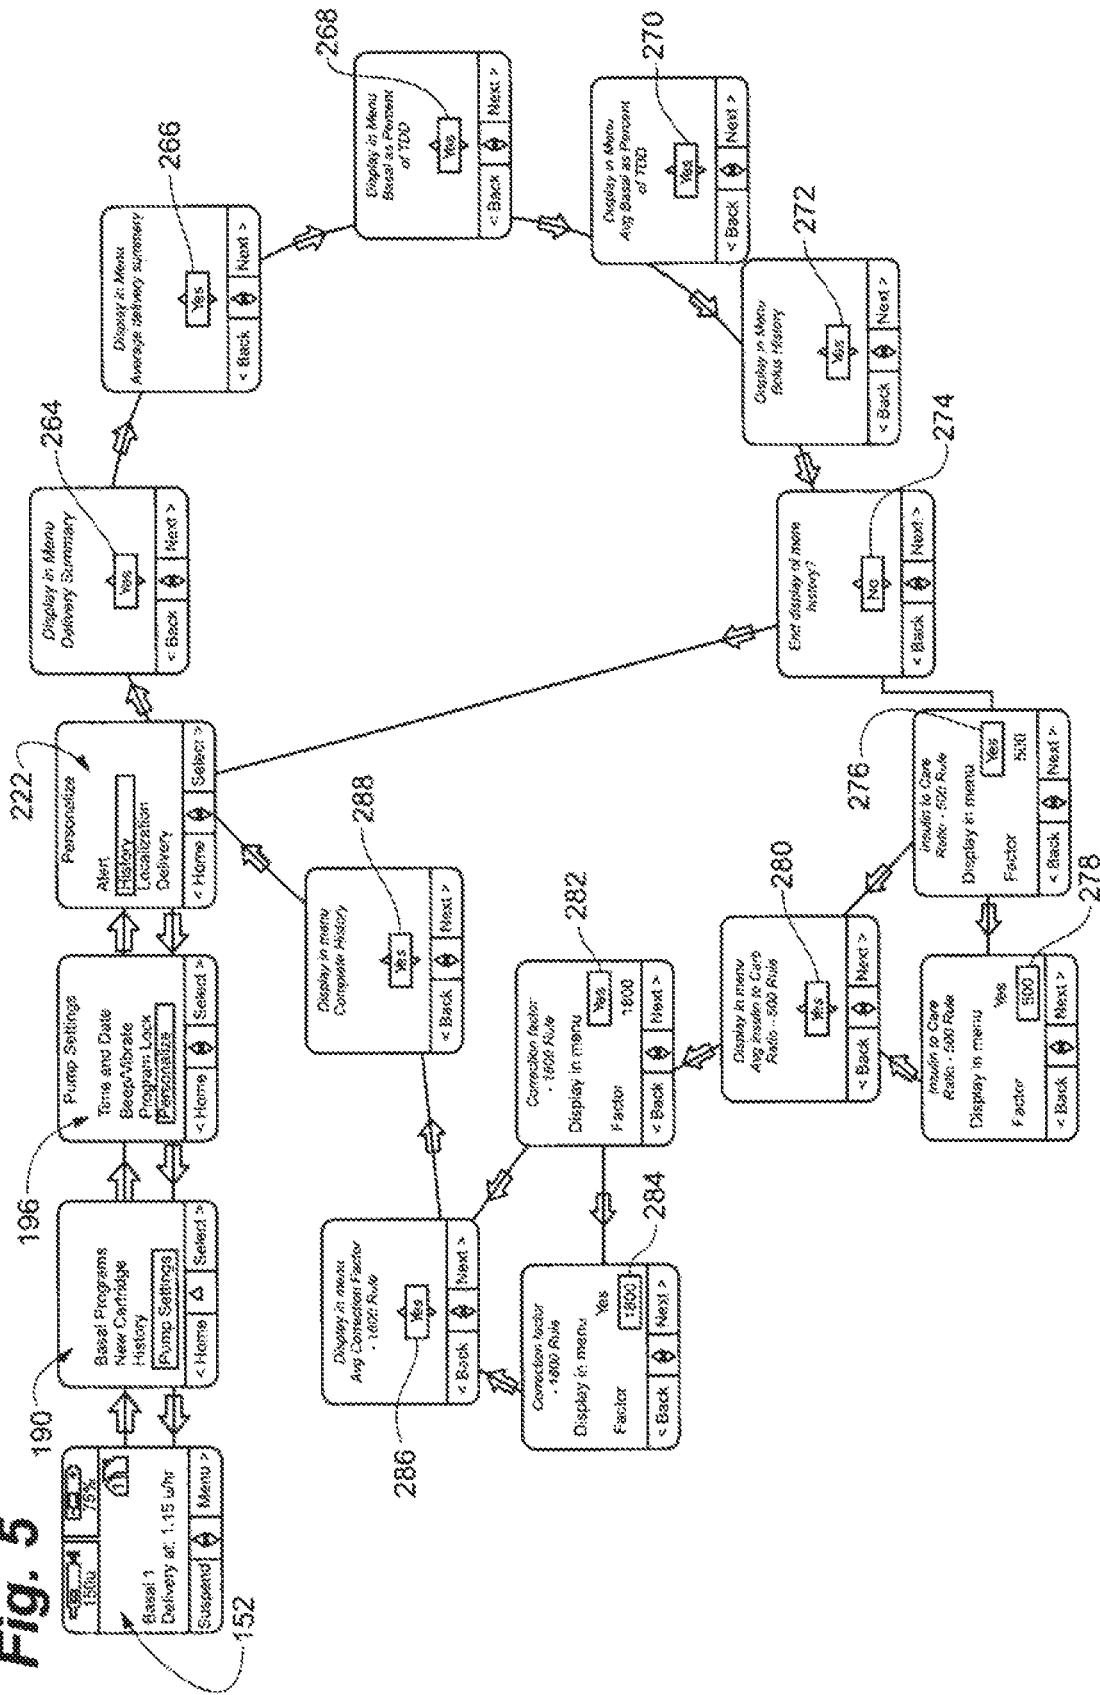 Fig. 5
150u
75%
Basal 1
Delivery at: 1.15 u/hr
Suspend
Menu >
152
190
Basal Programs
New Cartridge
History
Pump Settings
< Home
Select >
196
Pump Settings
Time and Date
Beep/Vibrate
Program Lock
Personalize
< Home
Select >
222
Personalize
Alert
History
Localization
Delivery
< Home
Select >
264
Display in Menu
Delivery Summary
Yes
< Back
Next >
266
Display in Menu
Average delivery summary
Yes
< Back
Next >
268
Display in Menu
Basal as Percent
of TDD
Yes
< Back
Next >
270
Display in Menu
Avg Basal as Percent
of TDD
Yes
< Back
Next >
272
Display in Menu
Bolus History
Yes
< Back
Next >
274
Exit display of more
history?
No
< Back
Next >
276
Insulin to Care
Ratio - 500 Rule
Display in menu
Yes
Factor
500
< Back
Next >
278
Insulin to Care
Ratio - 500 Rule
Display in menu
Yes
Factor
500
< Back
Next >
280
Display in menu
Avg Insulin to Carb
Ratio - 500 Rule
Yes
< Back
Next >
282
Correction factor
- 1800 Rule
Display in menu
Yes
Factor
1800
< Back
Next >
284
Correction factor
- 1800 Rule
Display in menu
Yes
Factor
1800
< Back
Next >
286
Display in menu
Avg Correction Factor
- 1800 Rule
Yes
< Back
Next >
288
Display in menu
Complete History
Yes
< Back
Next >